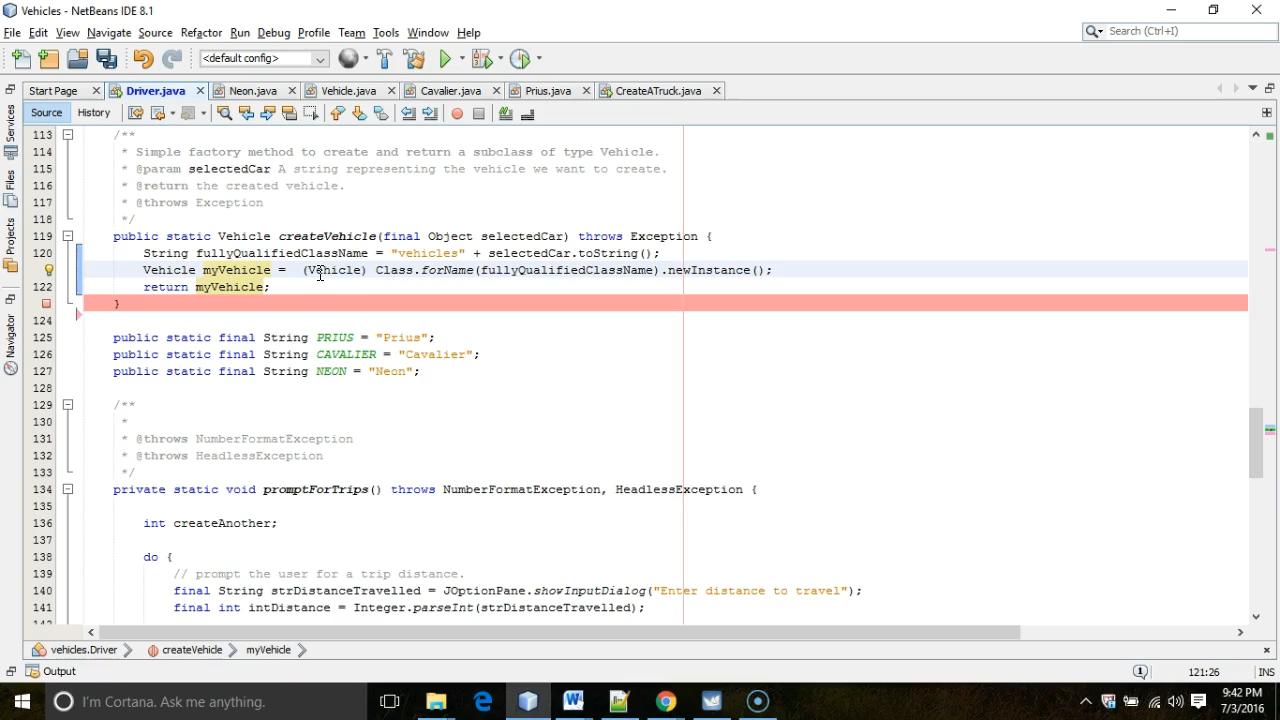 Vehicles - NetBeans IDE 8.1
File Edit View Navigate Source Refactor Run Debug Profile Team Tools Window Help
Search (Ctrl+I)
<default config>
Start Page Driver.java Neon.java Vehicle.java Cavalier.java Prius.java CreateATruck.java
Source History
Services
Files
Projects
Navigator
113 /**
114 * Simple factory method to create and return a subclass of type Vehicle.
115 * @param selectedCar A string representing the vehicle we want to create.
116 * @return the created vehicle.
117 * @throws Exception
118 */
119 public static Vehicle createVehicle(final Object selectedCar) throws Exception {
120 String fullyQualifiedClassName = "vehicles" + selectedCar.toString();
Vehicle myVehicle =  (Vehicle) Class.forName(fullyQualifiedClassName).newInstance();
122 return myVehicle;
}
124
125 public static final String PRIUS = "Prius";
126 public static final String CAVALIER = "Cavalier";
127 public static final String NEON = "Neon";
128
129 /**
130 *
131 * @throws NumberFormatException
132 * @throws HeadlessException
133 */
134 private static void promptForTrips() throws NumberFormatException, HeadlessException {
135
136 int createAnother;
137
138 do {
139 // prompt the user for a trip distance.
140 final String strDistanceTravelled = JOptionPane.showInputDialog("Enter distance to travel");
141 final int intDistance = Integer.parseInt(strDistanceTravelled);
vehicles.Driver createVehicle myVehicle
Output
1
121:26 INS
I'm Cortana. Ask me anything.
9:42 PM
7/3/2016